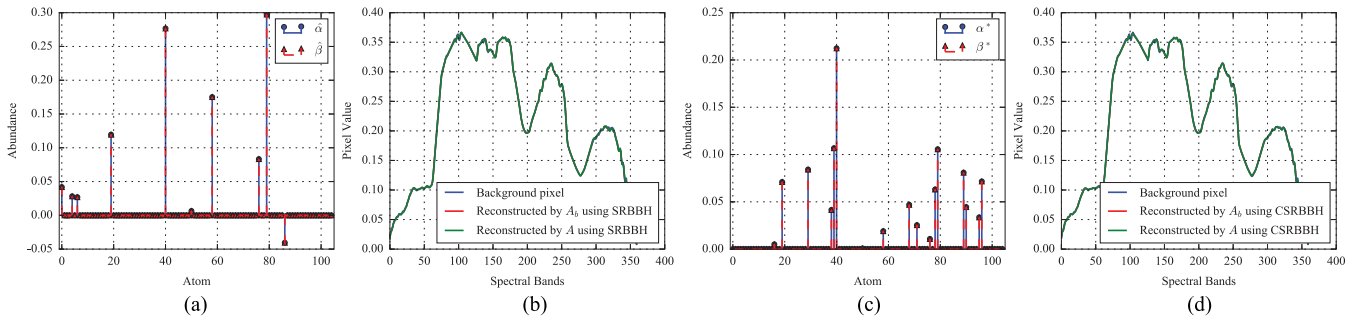 0.30
0.25
0.20
0.15
0.10
0.05
0.00
-0.05
Abundance
0 20 40 60 80 100
Atom
α̂
β̂
(a)
0.40
0.35
0.30
0.25
0.20
0.15
0.10
0.05
0.00
Pixel Value
0 50 100 150 200 250 300 350 400
Spectral Bands
Background pixel
Reconstructed by A_b using SRBBH
Reconstructed by A using SRBBH
(b)
0.25
0.20
0.15
0.10
0.05
0.00
Abundance
0 20 40 60 80 100
Atom
α*
β*
(c)
0.40
0.35
0.30
0.25
0.20
0.15
0.10
0.05
0.00
Pixel Value
0 50 100 150 200 250 300 350 400
Spectral Bands
Background pixel
Reconstructed by A_b using CSRBBH
Reconstructed by A using CSRBBH
(d)